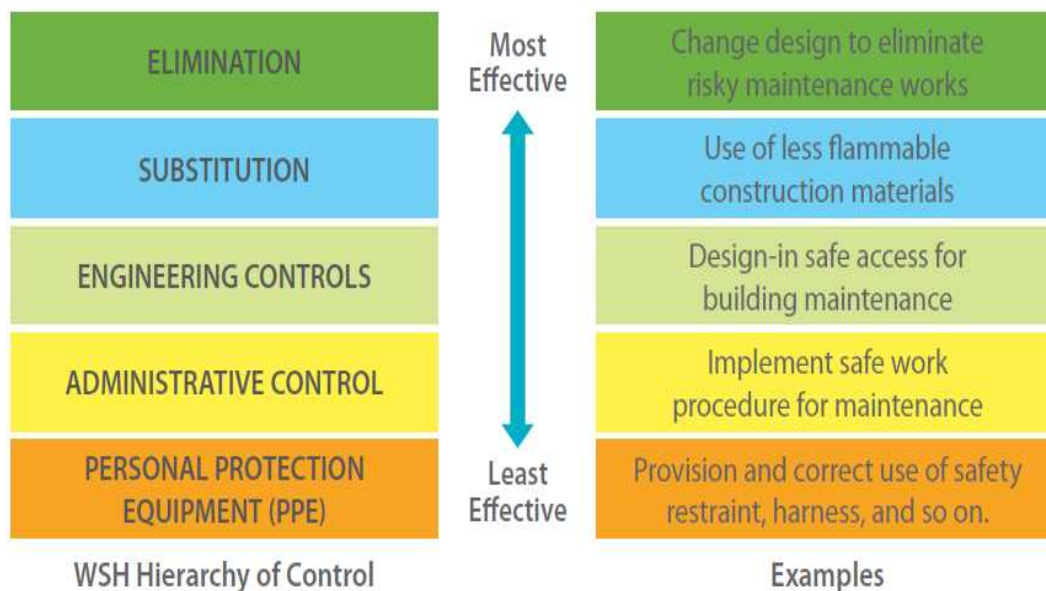 ELIMINATION
Most
Effective
Change design to eliminate
risky maintenance works
SUBSTITUTION
Use of less flammable
construction materials
ENGINEERING CONTROLS
Design-in safe access for
building maintenance
ADMINISTRATIVE CONTROL
Implement safe work
procedure for maintenance
PERSONAL PROTECTION
EQUIPMENT (PPE)
Least
Effective
Provision and correct use of safety
restraint, harness, and so on.
WSH Hierarchy of Control
Examples